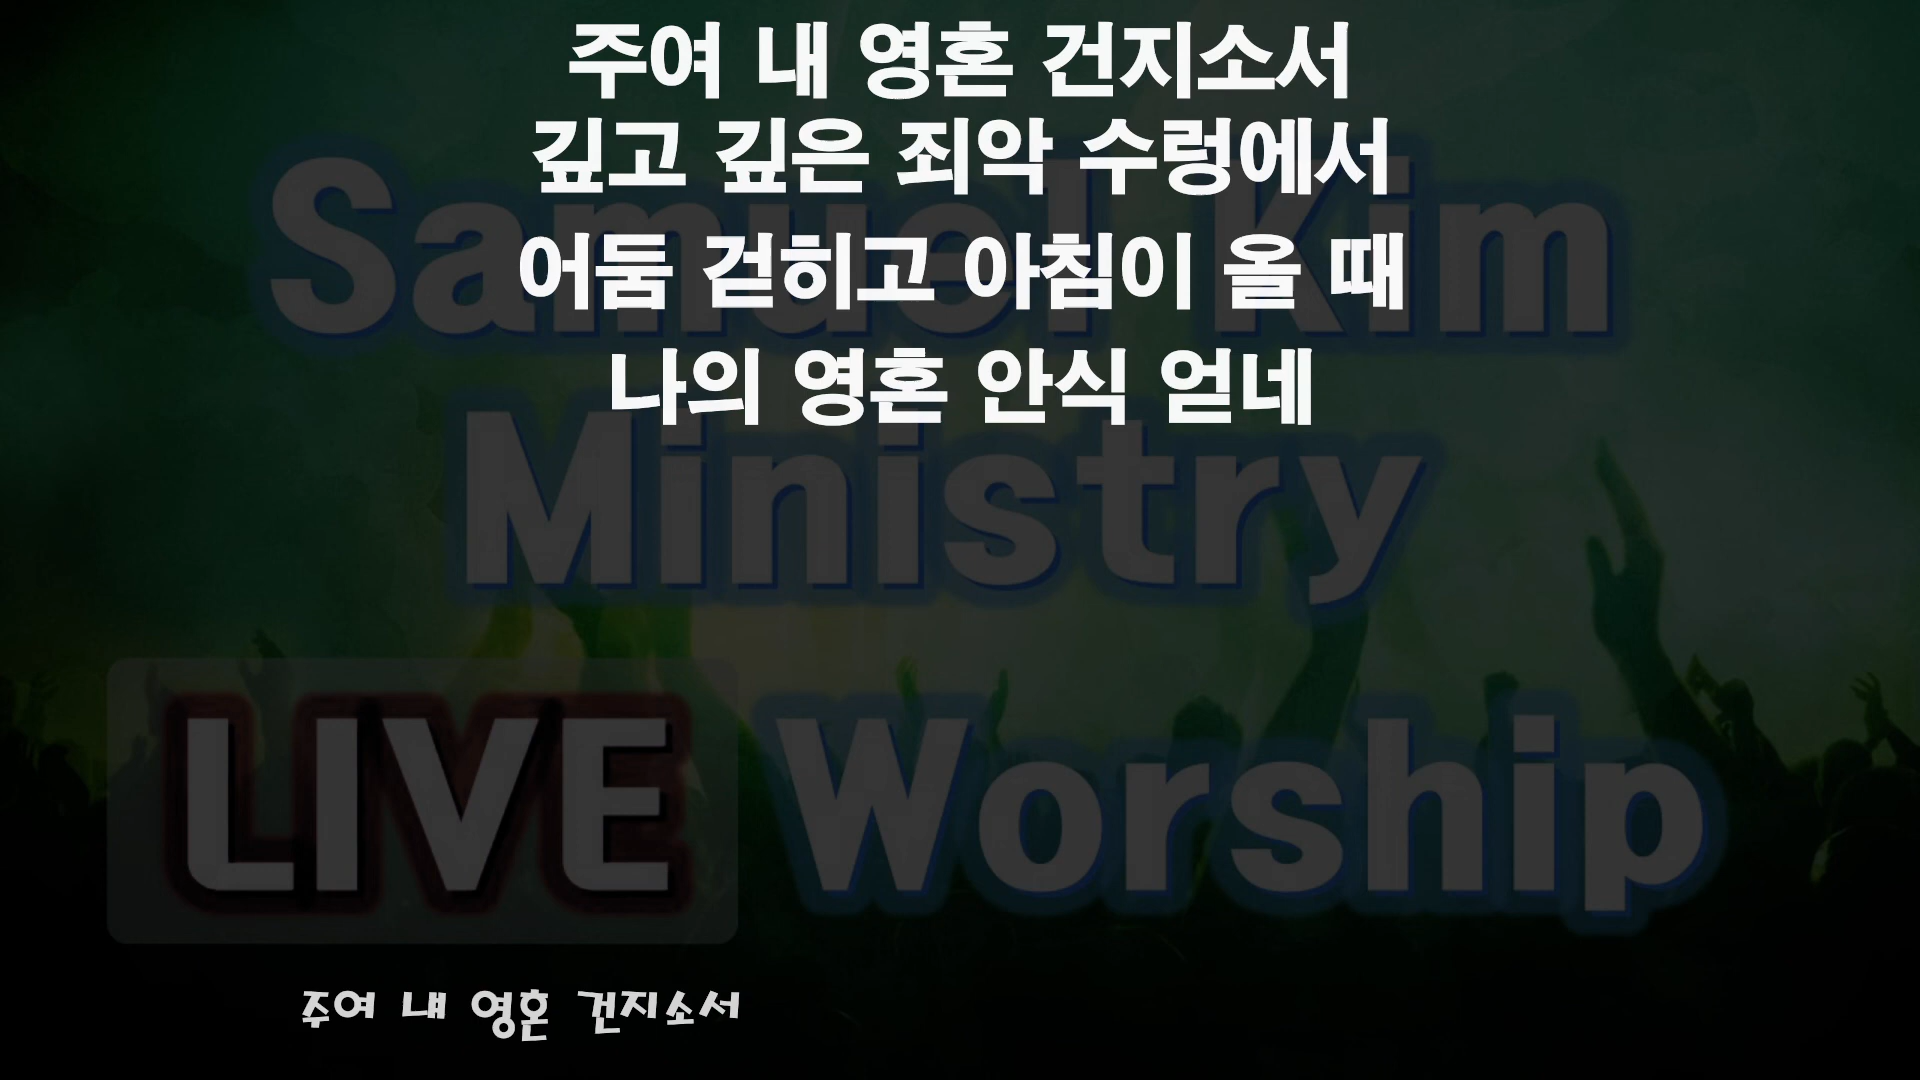 주여 내 영혼 건지소서
깊고 깊은 죄악 수렁에서
어둠 걷히고 아침이 올 때
나의 영혼 안식 얻네
Samuel Kim
Ministry
LIVE Worship
주여 내 영혼 건지소서